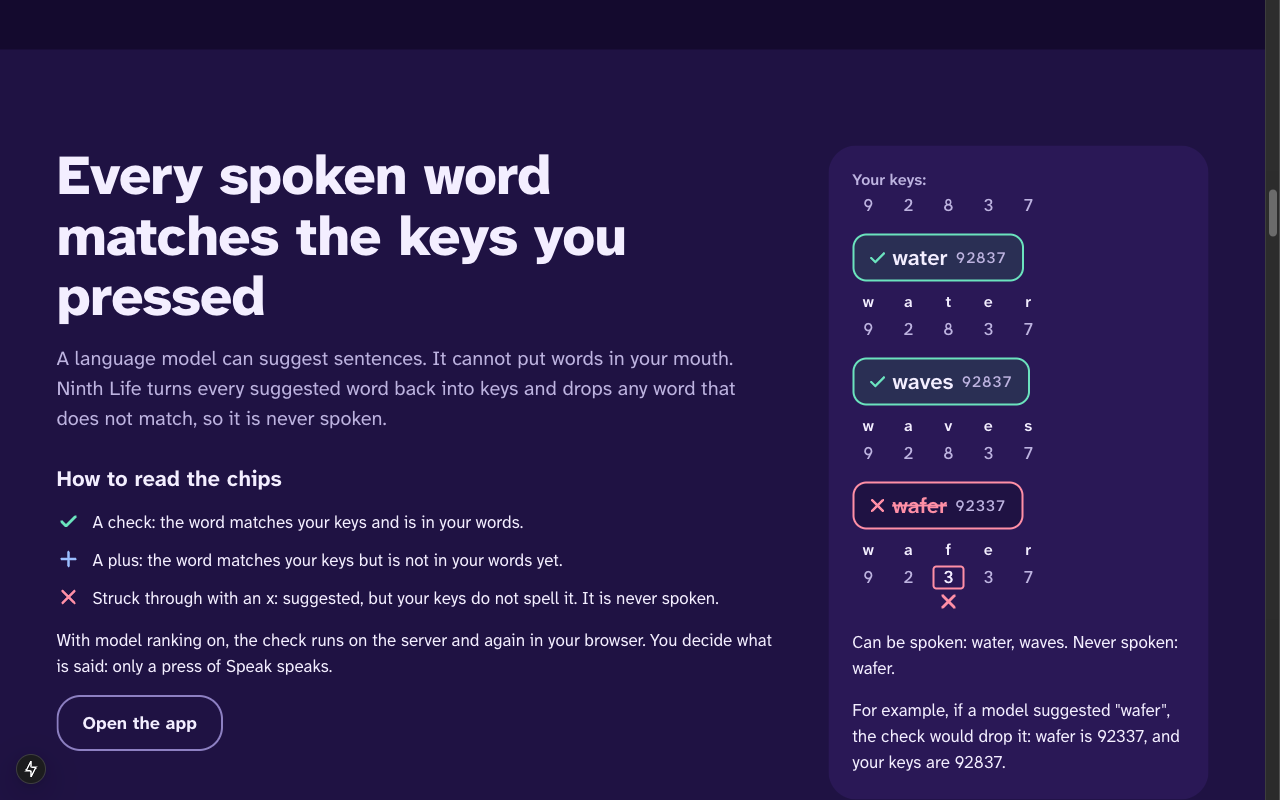 Every spoken word
matches the keys you
pressed
A language model can suggest sentences. It cannot put words in your mouth.
Ninth Life turns every suggested word back into keys and drops any word that
does not match, so it is never spoken.
How to read the chips
A check: the word matches your keys and is in your words.
A plus: the word matches your keys but is not in your words yet.
Struck through with an x: suggested, but your keys do not spell it. It is never spoken.
With model ranking on, the check runs on the server and again in your browser. You decide what
is said: only a press of Speak speaks.
Open the app
Your keys:
9 2 8 3 7
water 92837
w a t e r
9 2 8 3 7
waves 92837
w a v e s
9 2 8 3 7
wafer 92337
w a f e r
9 2 3 3 7
Can be spoken: water, waves. Never spoken:
wafer.
For example, if a model suggested "wafer",
the check would drop it: wafer is 92337, and
your keys are 92837.